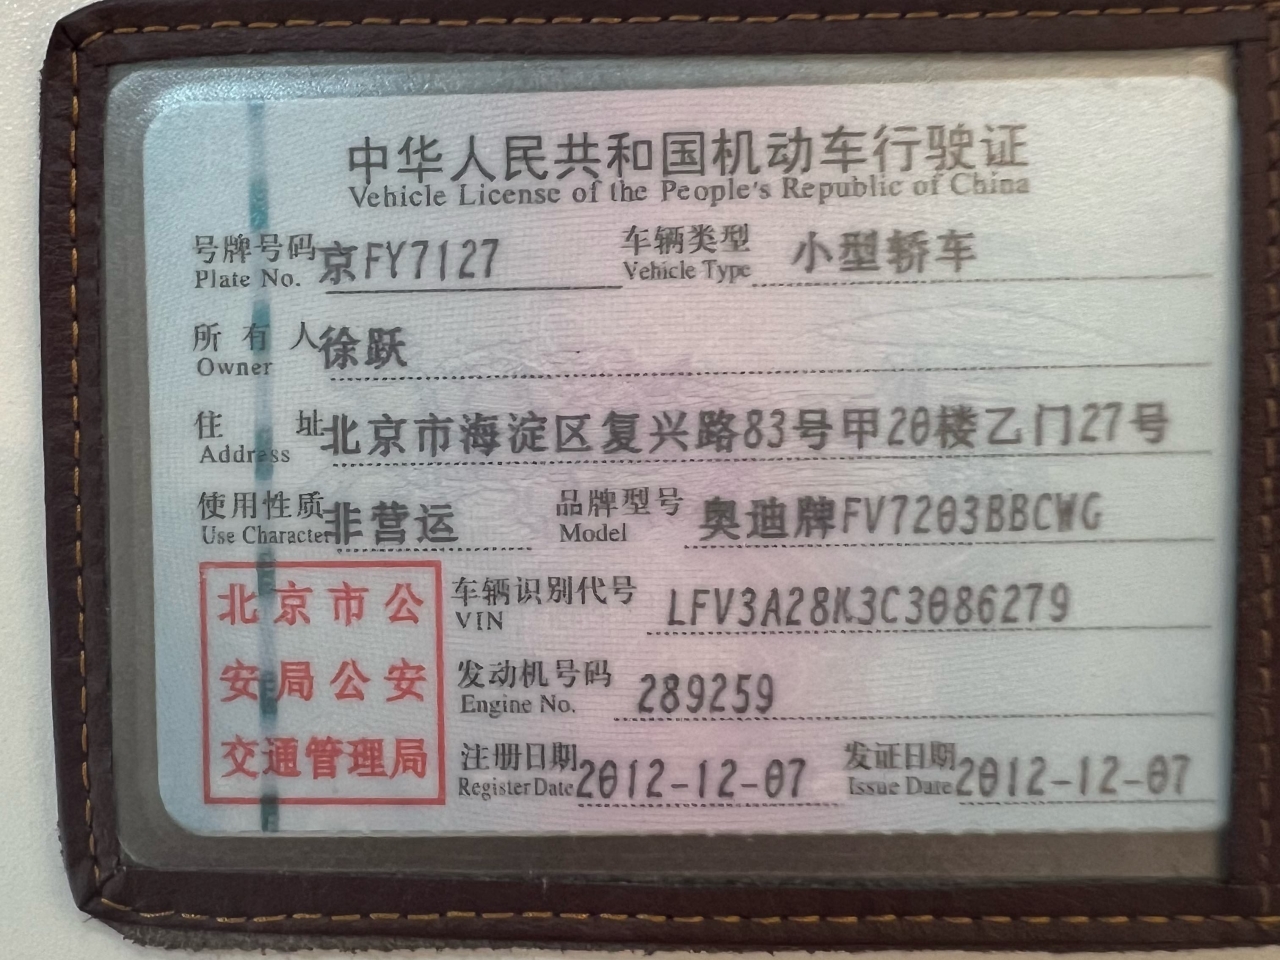 中华人民共和国机动车行驶证
Vehicle License of the People's Republic of China
号牌号码 京FY7127 车辆类型 小型轿车
Plate No. Vehicle Type
所有人 徐跃
Owner
住址 北京市海淀区复兴路83号甲20楼乙门27号
Address
使用性质 非营运 品牌型号 奥迪牌FV7203BBCWG
Use Character Model
北京市公
安局公安
交通管理局
车辆识别代号 LFV3A28K3C3086279
VIN
发动机号码 289259
Engine No.
注册日期 2012-12-07 发证日期 2012-12-07
Register Date Issue Date